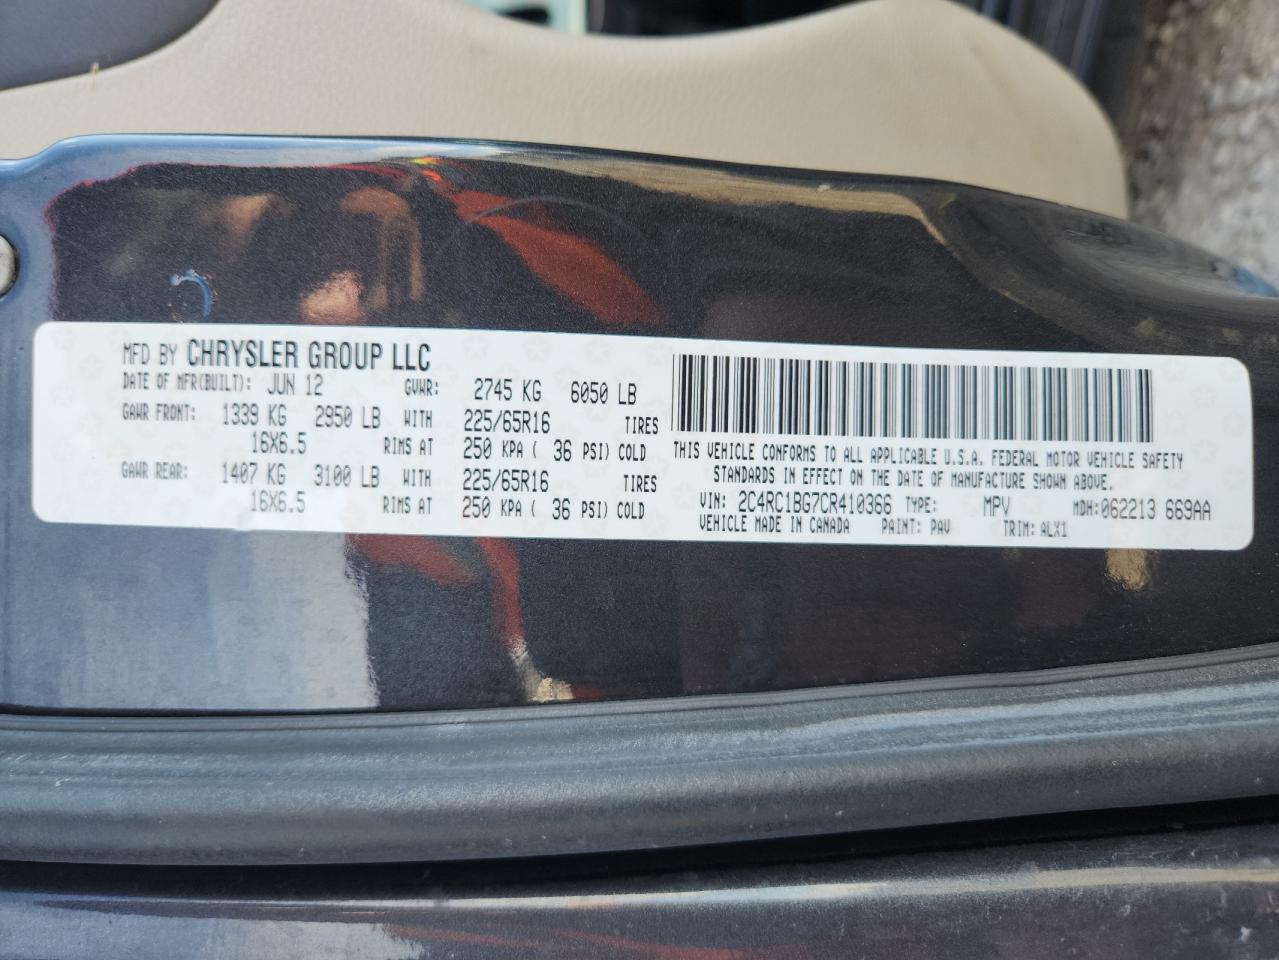 MFD BY CHRYSLER GROUP LLC
DATE OF MFR(BUILT): JUN 12 GVWR: 2745 KG 6050 LB
GAWR FRONT: 1339 KG 2950 LB WITH 225/65R16 TIRES
16X6.5 RIMS AT 250 KPA ( 36 PSI) COLD
GAWR REAR: 1407 KG 3100 LB WITH 225/65R16 TIRES
16X6.5 RIMS AT 250 KPA ( 36 PSI) COLD
THIS VEHICLE CONFORMS TO ALL APPLICABLE U.S.A. FEDERAL MOTOR VEHICLE SAFETY
STANDARDS IN EFFECT ON THE DATE OF MANUFACTURE SHOWN ABOVE.
VIN: 2C4RC1BG7CR410366 TYPE: MPV MDH:062213 669AA
VEHICLE MADE IN CANADA PAINT: PAV TRIM: ALX1